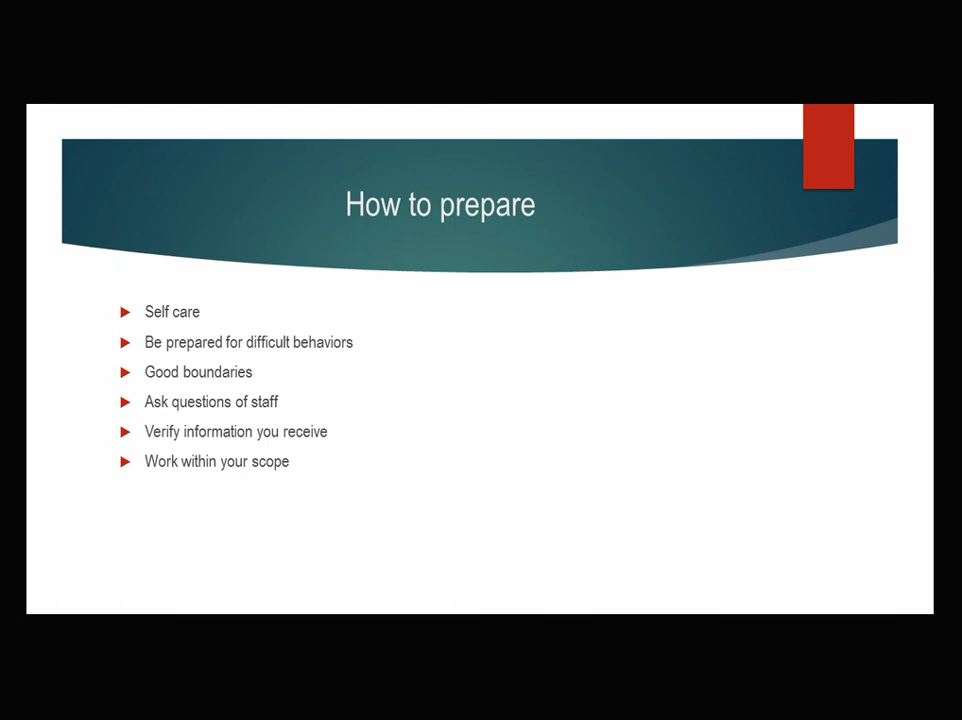 How to prepare
Self care
Be prepared for difficult behaviors
Good boundaries
Ask questions of staff
Verify information you receive
Work within your scope